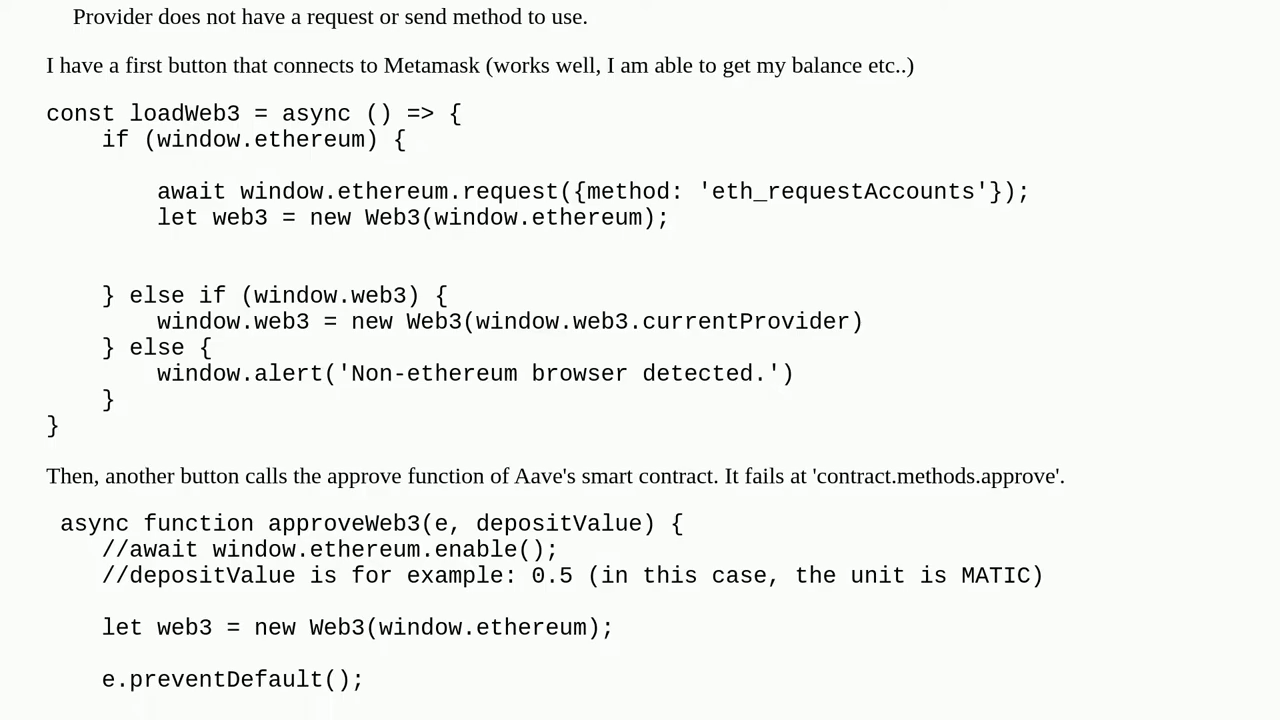 Provider does not have a request or send method to use.
I have a first button that connects to Metamask (works well, I am able to get my balance etc..)
const loadWeb3 = async () => {
    if (window.ethereum) {
        await window.ethereum.request({method: 'eth_requestAccounts'});
        let web3 = new Web3(window.ethereum);
    } else if (window.web3) {
        window.web3 = new Web3(window.web3.currentProvider)
    } else {
        window.alert('Non-ethereum browser detected.')
    }
}
Then, another button calls the approve function of Aave's smart contract. It fails at 'contract.methods.approve'.
 async function approveWeb3(e, depositValue) {
    //await window.ethereum.enable();
    //depositValue is for example: 0.5 (in this case, the unit is MATIC)
    let web3 = new Web3(window.ethereum);
    e.preventDefault();